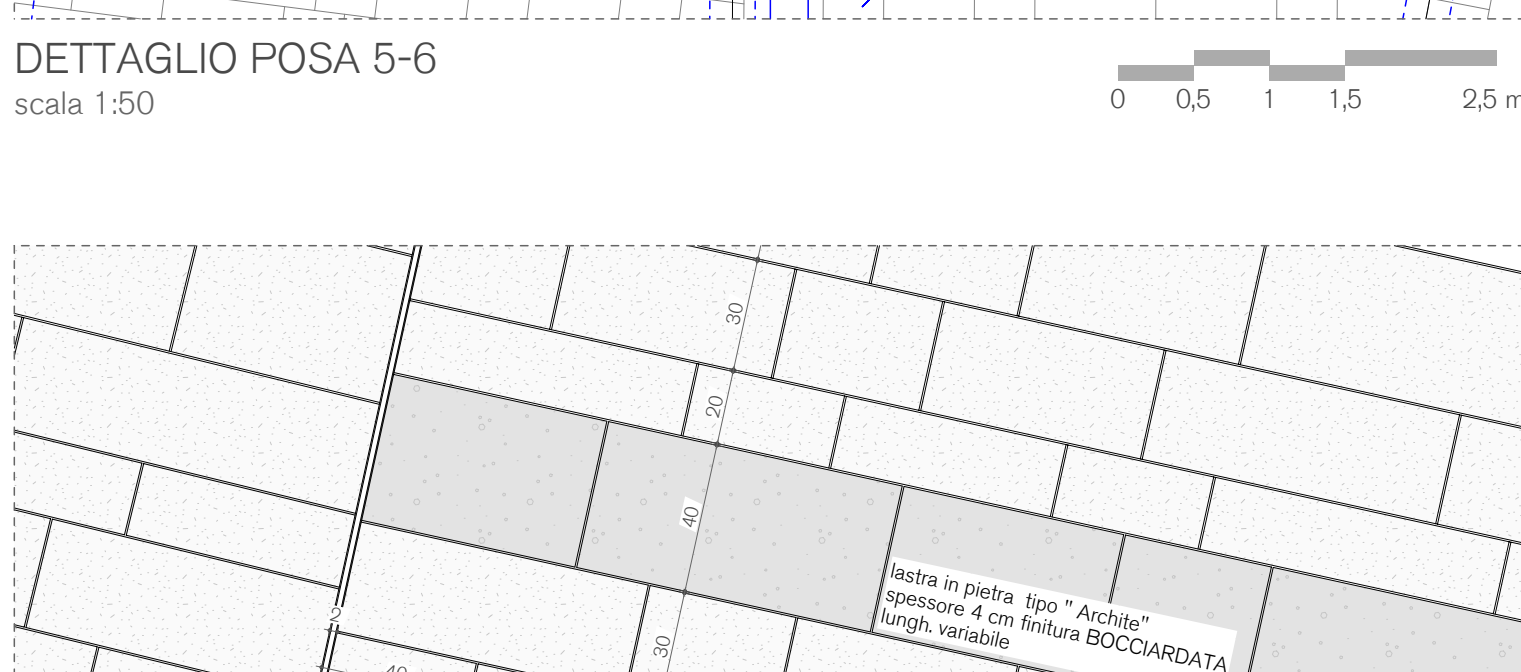 DETTAGLIO POSA 5-6
scala 1:50
0 0,5 1 1,5 2,5 m
30
20
40
lastra in pietra tipo " Archite"
spessore 4 cm finitura BOCCIARDATA
lungh. variabile
2
30
40